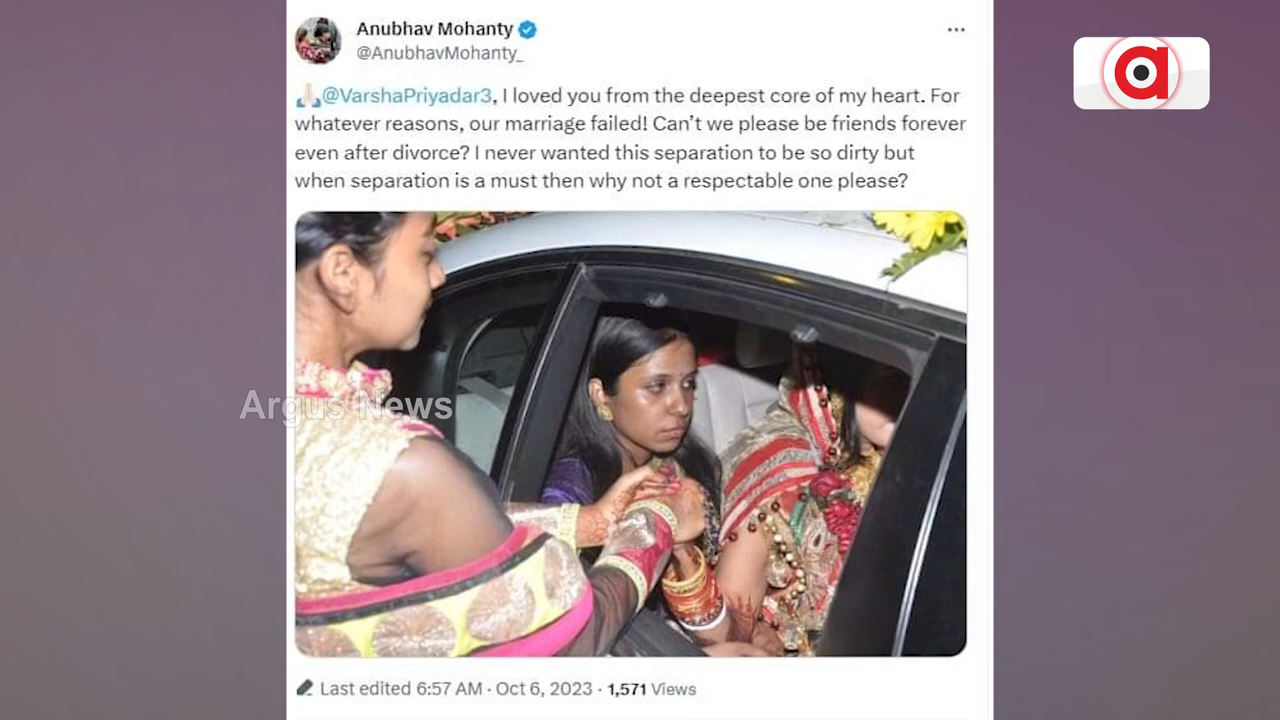 Anubhav Mohanty
@AnubhavMohanty_
🙏🏻@VarshaPriyadar3, I loved you from the deepest core of my heart. For
whatever reasons, our marriage failed! Can’t we please be friends forever
even after divorce? I never wanted this separation to be so dirty but
when separation is a must then why not a respectable one please?
Argus News
Last edited 6:57 AM · Oct 6, 2023 · 1,571 Views
a